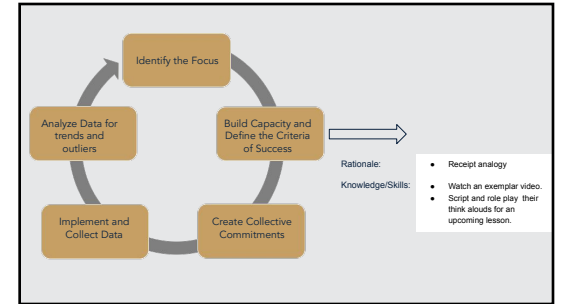 Identify the Focus
Build Capacity and
Define the Criteria
of Success
Create Collective
Commitments
Implement and
Collect Data
Analyze Data for
trends and
outliers
Rationale:
● Receipt analogy
Knowledge/Skills:
● Watch an exemplar video.
● Script and role play their
think alouds for an
upcoming lesson.